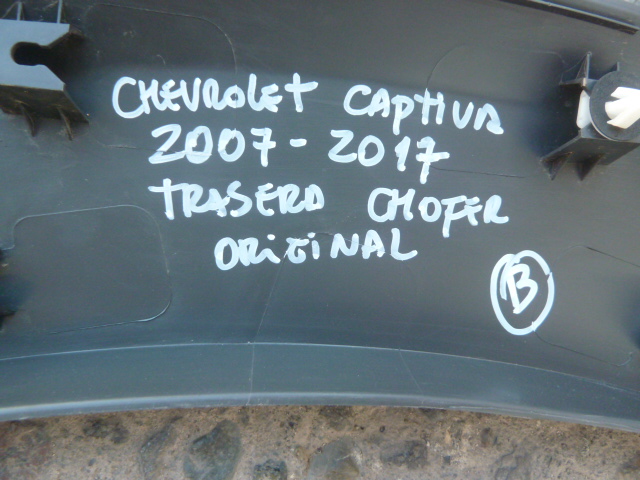 CHEVROLET CAPTIVA
2007-2017
TRASERO CHOFER
ORIGINAL
B